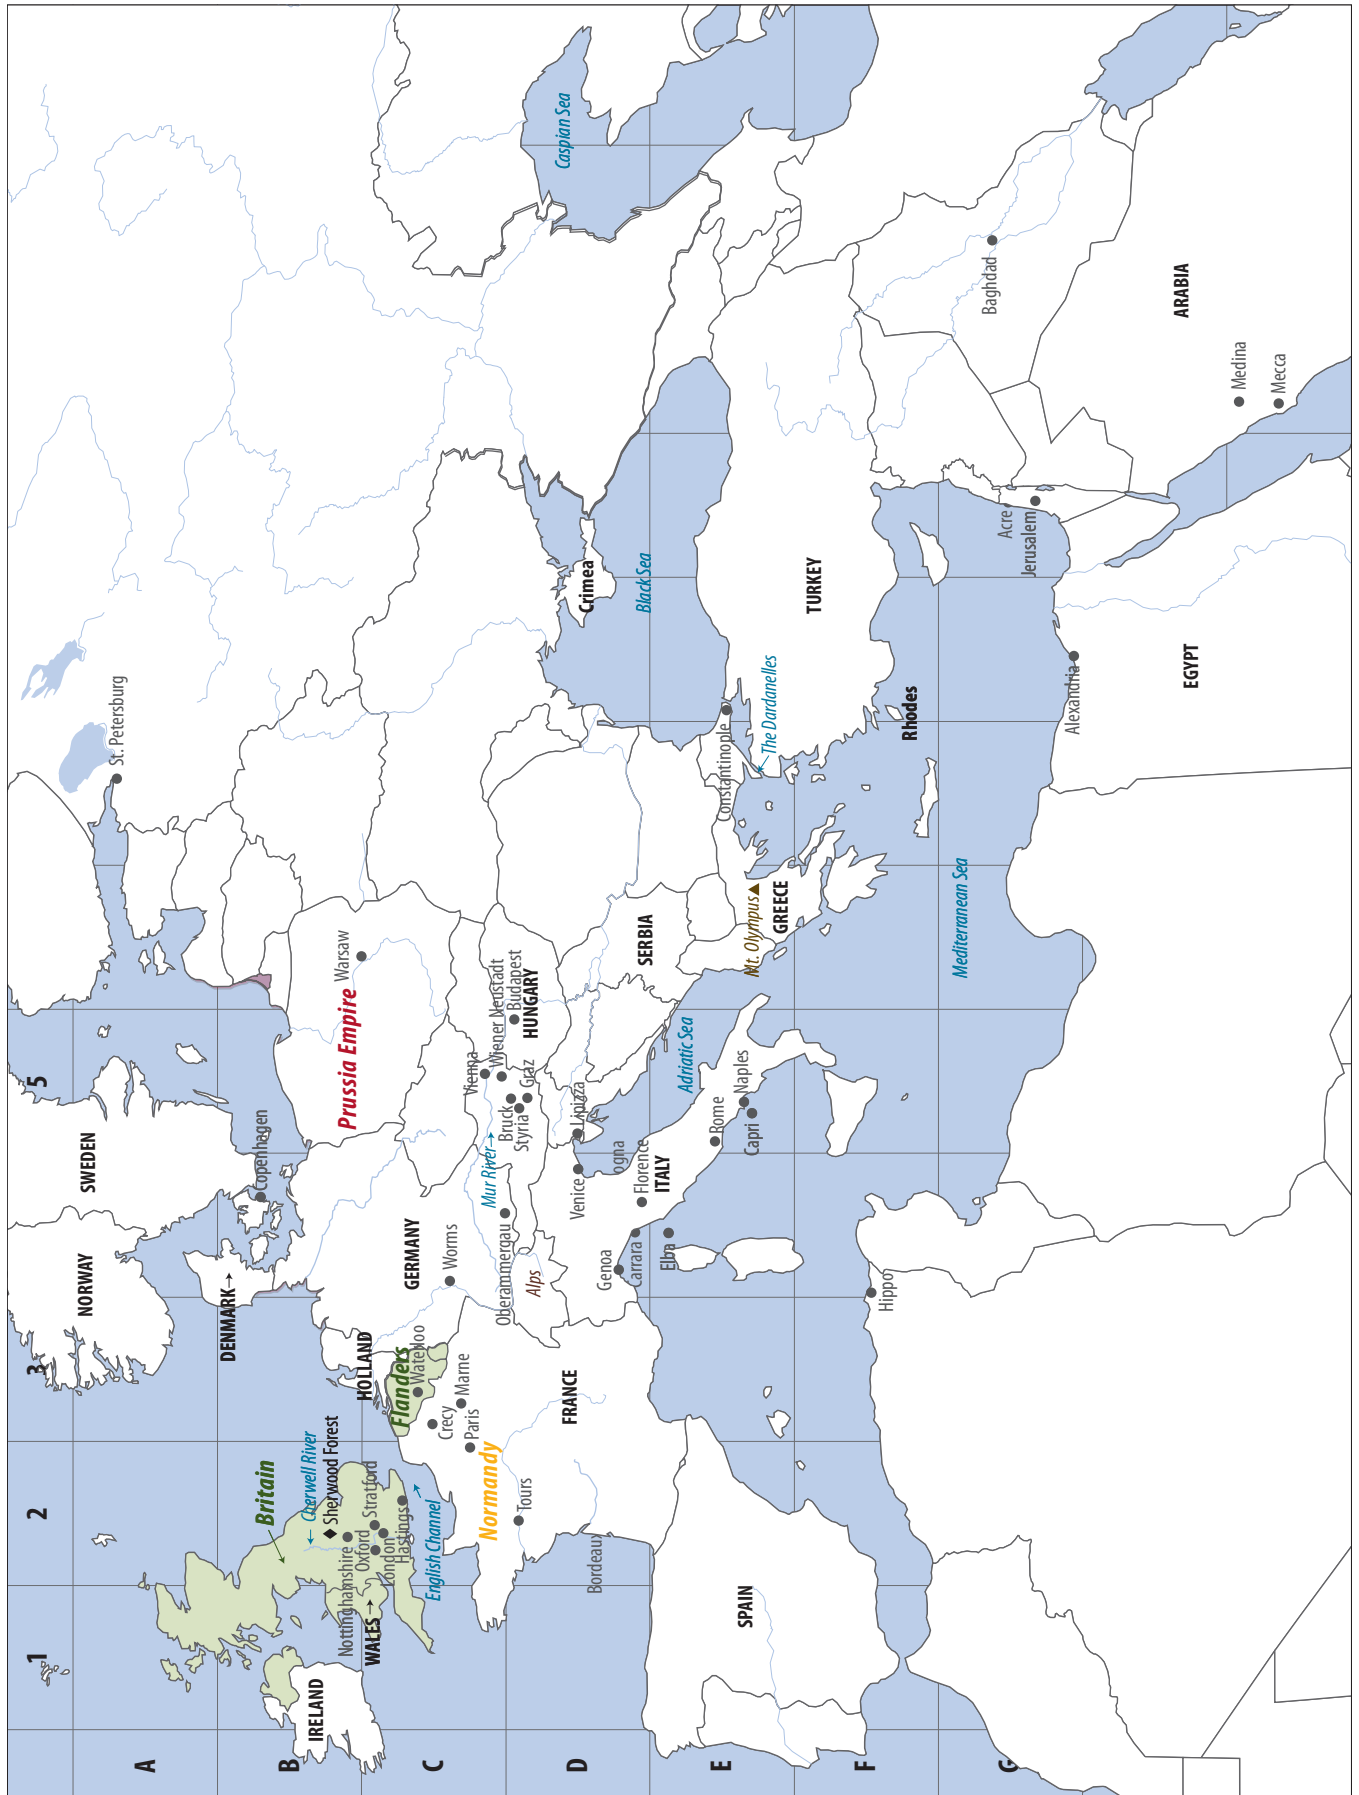 1
2
3
5
A
B
C
D
E
F
G
NORWAY
SWEDEN
St. Petersburg
DENMARK→
Copenhagen
Britain
← Cherwell River
Sherwood Forest
IRELAND
Nottinghamshire
WALES→
Oxford
Stratford
London
Hastings
English Channel
HOLLAND
Flanders
Waterloo
Crecy
Marne
Paris
Normandy
Tours
Bordeaux
FRANCE
GERMANY
Worms
Oberammergau
Alps
Prussia Empire
Warsaw
Mur River→
Vienna
Wiener Neustadt
Budapest
HUNGARY
Bruck
Styria
Graz
Lipizza
Venice
ogna
Florence
ITALY
Genoa
Carrara
Elba
Rome
Naples
Capri
Adriatic Sea
SERBIA
Mt. Olympus
GREECE
Constantinople
←The Dardanelles
Crimea
Black Sea
Caspian Sea
TURKEY
Rhodes
Mediterranean Sea
SPAIN
Hippo
Alexandria
EGYPT
Acre
Jerusalem
Baghdad
ARABIA
Medina
Mecca